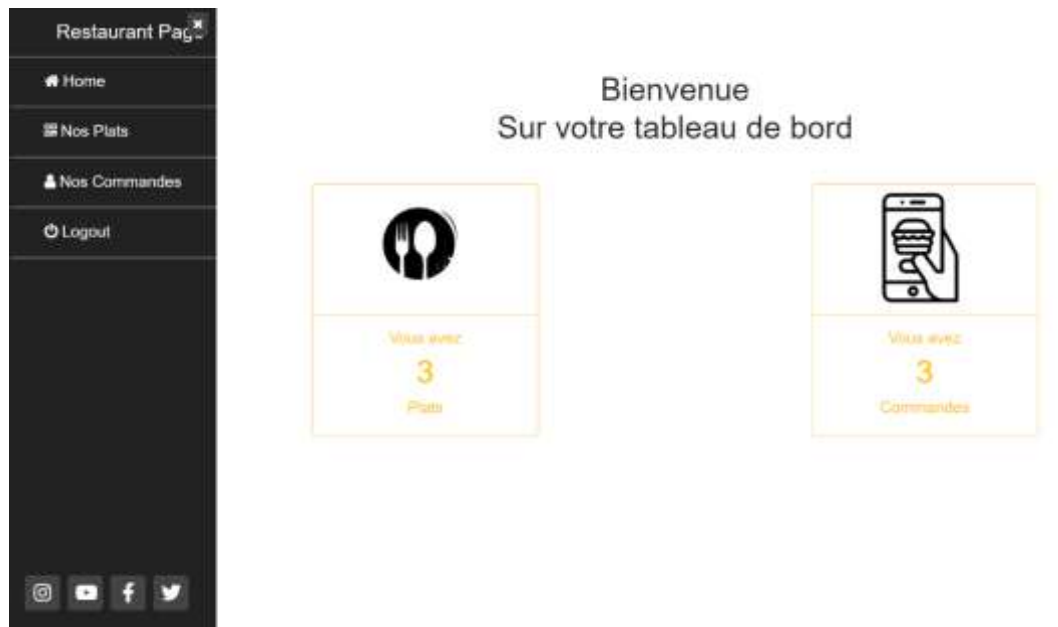 Restaurant Page
Home
Nos Plats
Nos Commandes
Logout
Bienvenue
Sur votre tableau de bord
Vous avez
3
Plats
Vous avez
3
Commandes